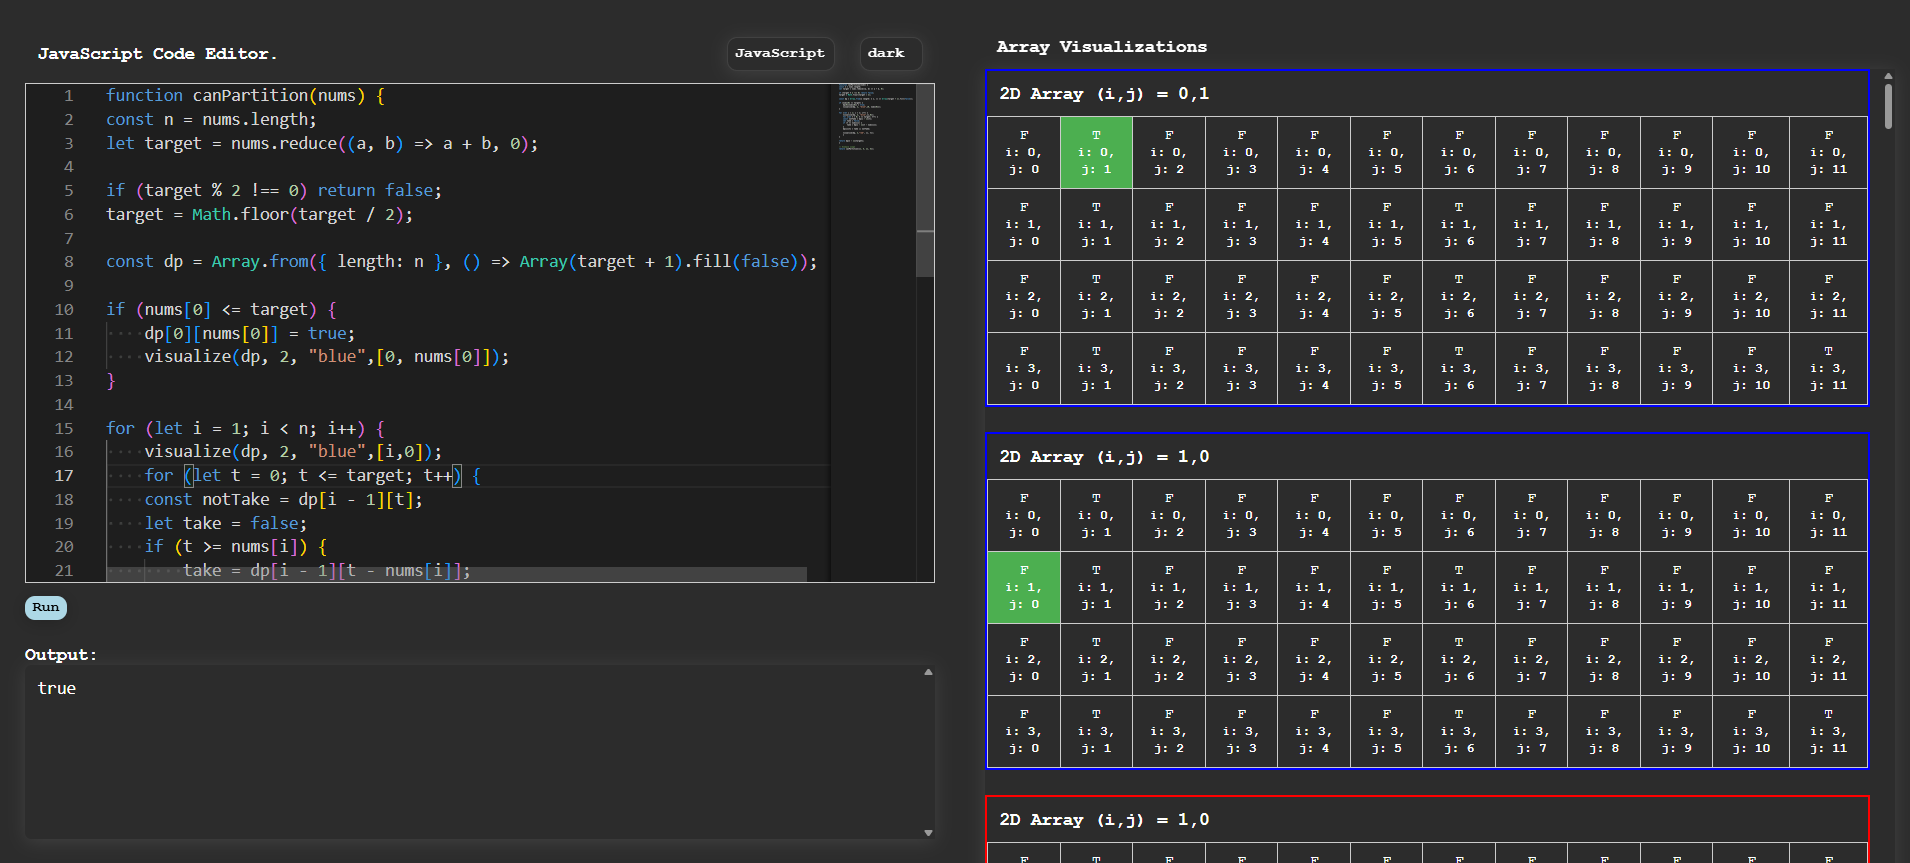 JavaScript Code Editor.
JavaScript
dark
1 function canPartition(nums) {
2 const n = nums.length;
3 let target = nums.reduce((a, b) => a + b, 0);
4
5 if (target % 2 !== 0) return false;
6 target = Math.floor(target / 2);
7
8 const dp = Array.from({ length: n }, () => Array(target + 1).fill(false));
9
10 if (nums[0] <= target) {
11 ····dp[0][nums[0]] = true;
12 ····visualize(dp, 2, "blue",[0, nums[0]]);
13 }
14
15 for (let i = 1; i < n; i++) {
16 ····visualize(dp, 2, "blue",[i,0]);
17 ····for (let t = 0; t <= target; t++) {
18 ····const notTake = dp[i - 1][t];
19 ····let take = false;
20 ····if (t >= nums[i]) {
21 ········take = dp[i - 1][t - nums[i]];
Run
Output:
true
Array Visualizations
2D Array (i,j) = 0,1
F T F F F F F F F F F F
i: 0, i: 0, i: 0, i: 0, i: 0, i: 0, i: 0, i: 0, i: 0, i: 0, i: 0, i: 0,
j: 0 j: 1 j: 2 j: 3 j: 4 j: 5 j: 6 j: 7 j: 8 j: 9 j: 10 j: 11
F T F F F F T F F F F F
i: 1, i: 1, i: 1, i: 1, i: 1, i: 1, i: 1, i: 1, i: 1, i: 1, i: 1, i: 1,
j: 0 j: 1 j: 2 j: 3 j: 4 j: 5 j: 6 j: 7 j: 8 j: 9 j: 10 j: 11
F T F F F F T F F F F F
i: 2, i: 2, i: 2, i: 2, i: 2, i: 2, i: 2, i: 2, i: 2, i: 2, i: 2, i: 2,
j: 0 j: 1 j: 2 j: 3 j: 4 j: 5 j: 6 j: 7 j: 8 j: 9 j: 10 j: 11
F T F F F F T F F F F T
i: 3, i: 3, i: 3, i: 3, i: 3, i: 3, i: 3, i: 3, i: 3, i: 3, i: 3, i: 3,
j: 0 j: 1 j: 2 j: 3 j: 4 j: 5 j: 6 j: 7 j: 8 j: 9 j: 10 j: 11
2D Array (i,j) = 1,0
F T F F F F F F F F F F
i: 0, i: 0, i: 0, i: 0, i: 0, i: 0, i: 0, i: 0, i: 0, i: 0, i: 0, i: 0,
j: 0 j: 1 j: 2 j: 3 j: 4 j: 5 j: 6 j: 7 j: 8 j: 9 j: 10 j: 11
F T F F F F T F F F F F
i: 1, i: 1, i: 1, i: 1, i: 1, i: 1, i: 1, i: 1, i: 1, i: 1, i: 1, i: 1,
j: 0 j: 1 j: 2 j: 3 j: 4 j: 5 j: 6 j: 7 j: 8 j: 9 j: 10 j: 11
F T F F F F T F F F F F
i: 2, i: 2, i: 2, i: 2, i: 2, i: 2, i: 2, i: 2, i: 2, i: 2, i: 2, i: 2,
j: 0 j: 1 j: 2 j: 3 j: 4 j: 5 j: 6 j: 7 j: 8 j: 9 j: 10 j: 11
F T F F F F T F F F F T
i: 3, i: 3, i: 3, i: 3, i: 3, i: 3, i: 3, i: 3, i: 3, i: 3, i: 3, i: 3,
j: 0 j: 1 j: 2 j: 3 j: 4 j: 5 j: 6 j: 7 j: 8 j: 9 j: 10 j: 11
2D Array (i,j) = 1,0
F T F F F F F F F F F F